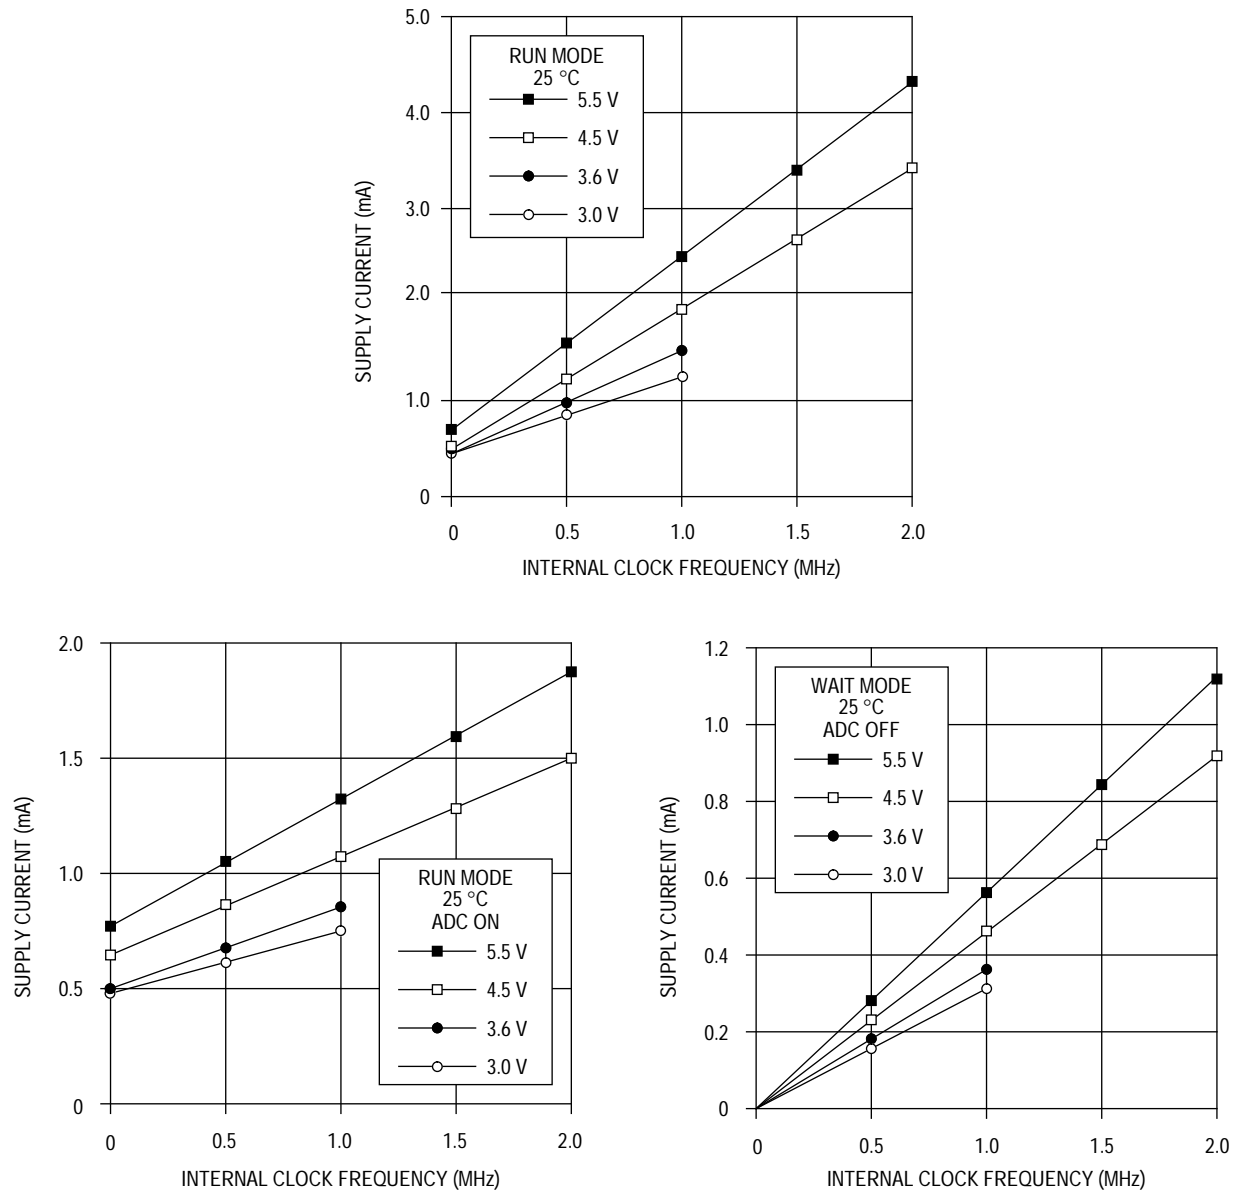 5.0
4.0
3.0
2.0
1.0
0
SUPPLY CURRENT (mA)
RUN MODE
25 °C
5.5 V
4.5 V
3.6 V
3.0 V
0 0.5 1.0 1.5 2.0
INTERNAL CLOCK FREQUENCY (MHz)
2.0
1.5
1.0
0.5
0
SUPPLY CURRENT (mA)
RUN MODE
25 °C
ADC ON
5.5 V
4.5 V
3.6 V
3.0 V
0 0.5 1.0 1.5 2.0
INTERNAL CLOCK FREQUENCY (MHz)
1.2
1.0
0.8
0.6
0.4
0.2
0
SUPPLY CURRENT (mA)
WAIT MODE
25 °C
ADC OFF
5.5 V
4.5 V
3.6 V
3.0 V
0 0.5 1.0 1.5 2.0
INTERNAL CLOCK FREQUENCY (MHz)